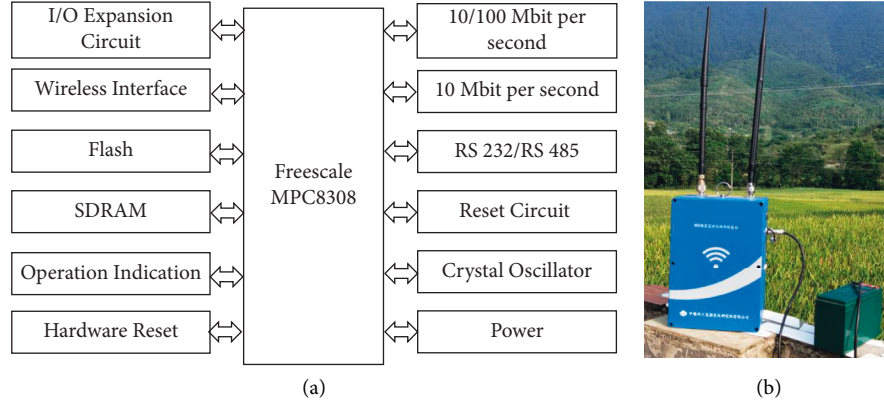 I/O Expansion
Circuit
Wireless Interface
Flash
SDRAM
Operation Indication
Hardware Reset
Freescale
MPC8308
10/100 Mbit per
second
10 Mbit per second
RS 232/RS 485
Reset Circuit
Crystal Oscillator
Power
(a)
(b)